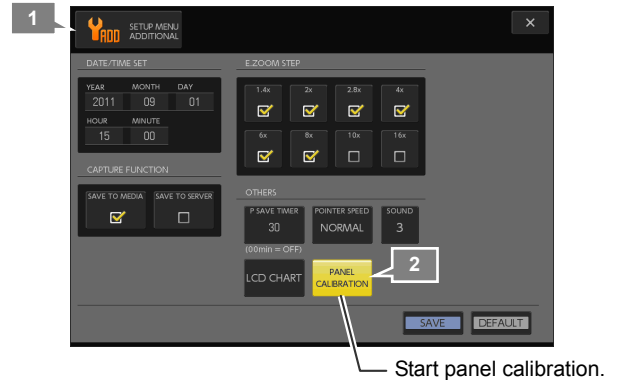 1
ADD
SETUP MENU
ADDITIONAL
×
DATE/TIME SET
YEAR MONTH DAY
2011 09 01
HOUR MINUTE
15 00
CAPTURE FUNCTION
SAVE TO MEDIA SAVE TO SERVER
E.ZOOM STEP
1.4x 2x 2.8x 4x
6x 8x 10x 16x
OTHERS
P SAVE TIMER POINTER SPEED SOUND
30 NORMAL 3
(00min = OFF)
LCD CHART
PANEL
CALIBRATION
2
SAVE DEFAULT
Start panel calibration.